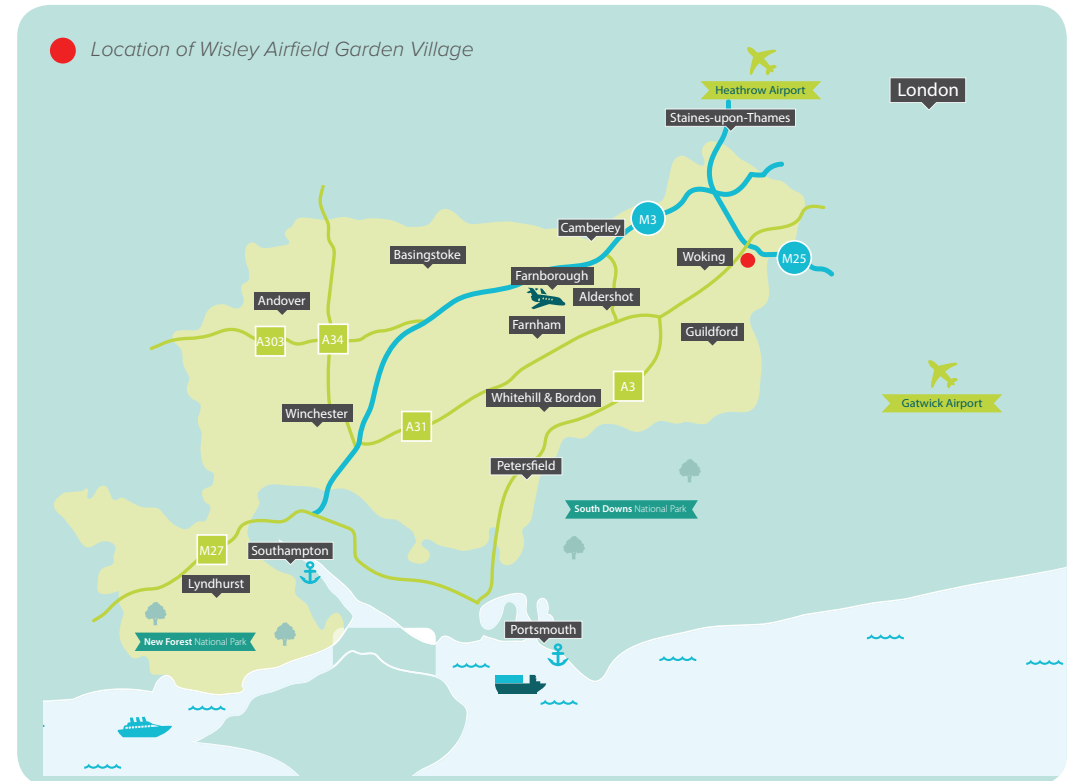 Location of Wisley Airfield Garden Village
Heathrow Airport
London
Staines-upon-Thames
M3
Camberley
Basingstoke
Woking
M25
Farnborough
Andover
Aldershot
Farnham
A303
A34
Guildford
A3
Whitehill & Bordon
Gatwick Airport
Winchester
A31
Petersfield
South Downs National Park
M27
Southampton
Lyndhurst
New Forest National Park
Portsmouth